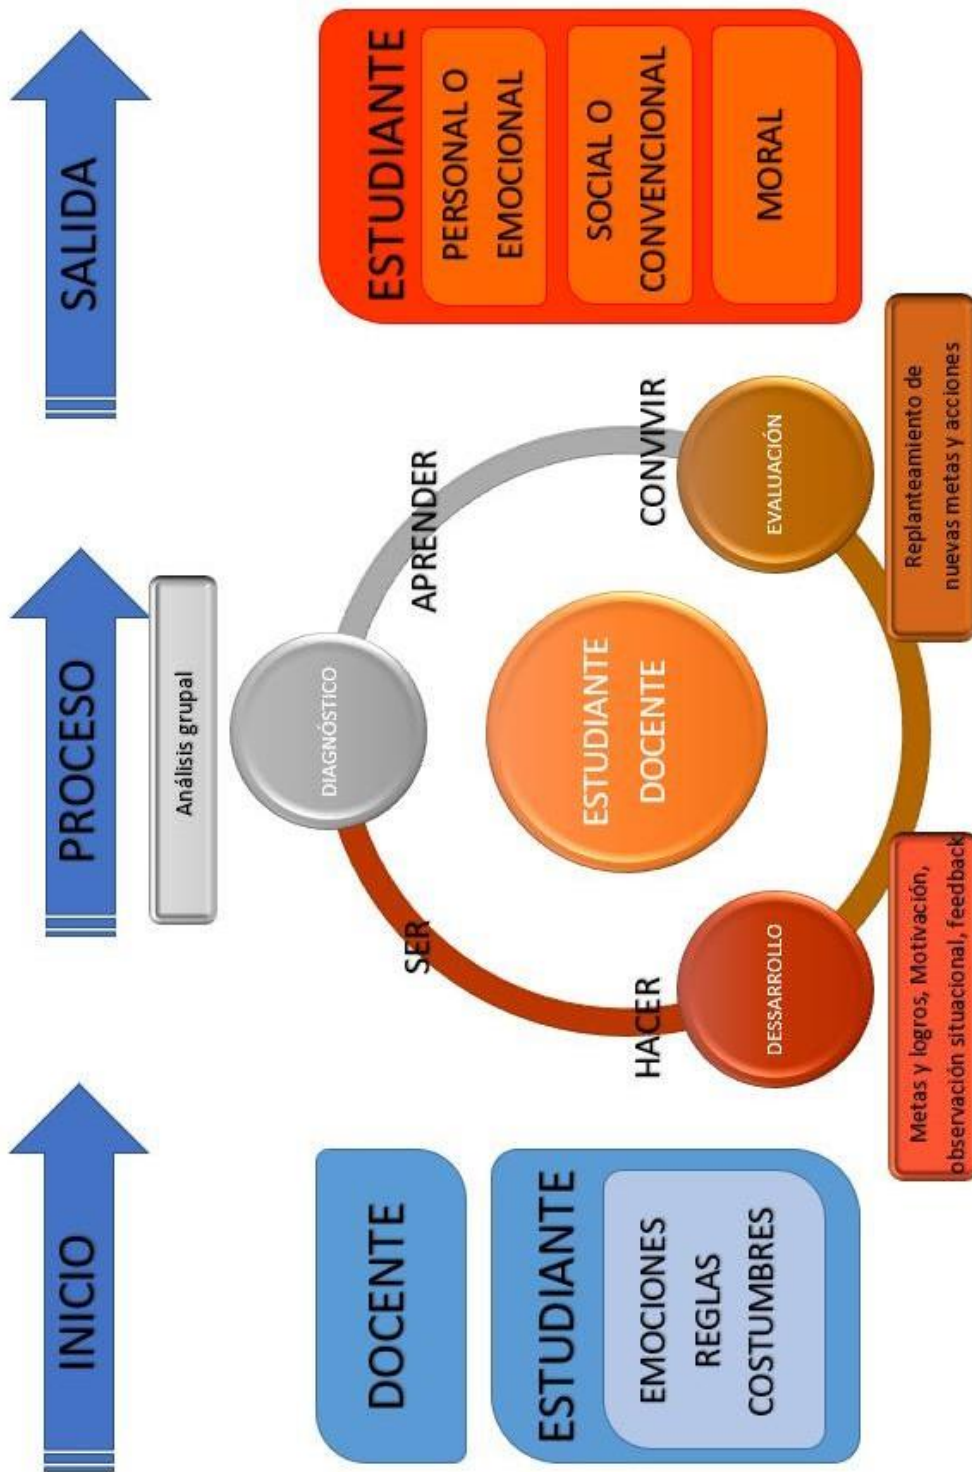 INICIO
PROCESO
SALIDA
DOCENTE
ESTUDIANTE
EMOCIONES
REGLAS
COSTUMBRES
Análisis grupal
DIAGNÓSTICO
SER
APRENDER
ESTUDIANTE
DOCENTE
HACER
CONVIVIR
DESSARROLLO
EVALUACIÓN
Metas y logros, Motivación,
observación situacional, feedback
Replanteamiento de
nuevas metas y acciones
ESTUDIANTE
PERSONAL O
EMOCIONAL
SOCIAL O
CONVENCIONAL
MORAL